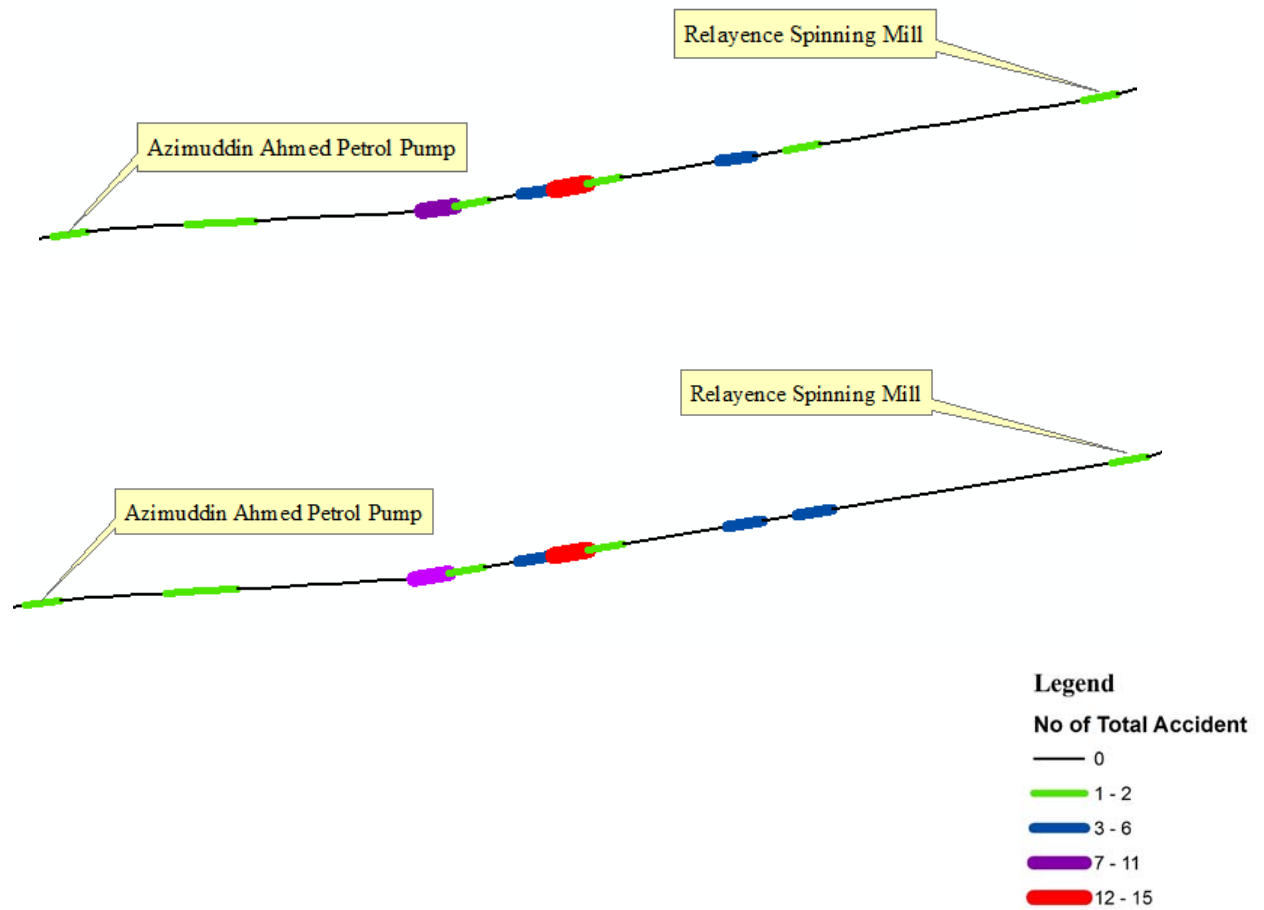 Relayence Spinning Mill
Azimuddin Ahmed Petrol Pump
Relayence Spinning Mill
Azimuddin Ahmed Petrol Pump
Legend
No of Total Accident
0
1 - 2
3 - 6
7 - 11
12 - 15